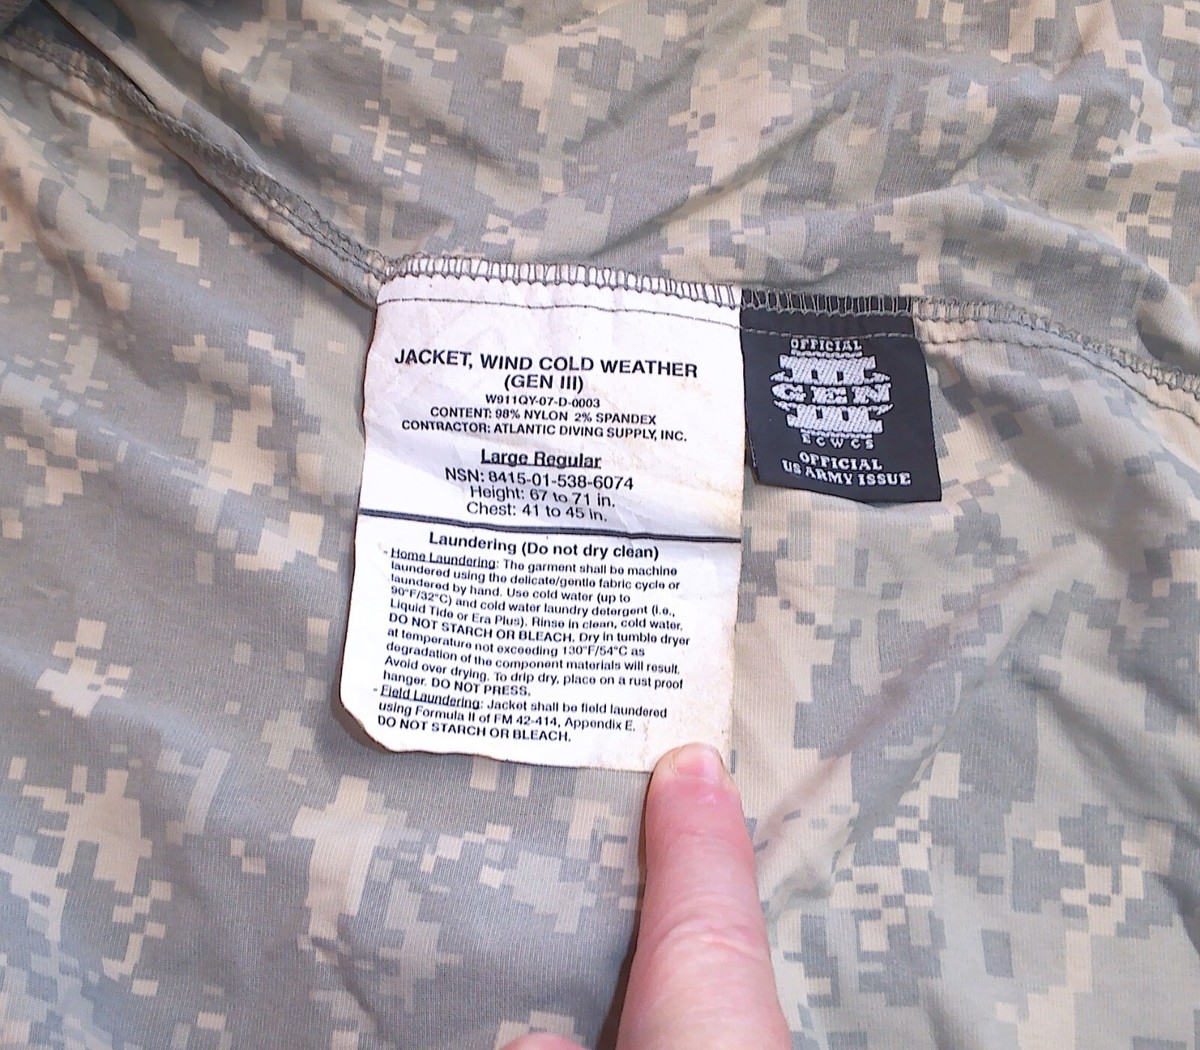 JACKET, WIND COLD WEATHER
(GEN III)
W911QY-07-D-0003
CONTENT: 98% NYLON 2% SPANDEX
CONTRACTOR: ATLANTIC DIVING SUPPLY, INC.
Large Regular
NSN: 8415-01-538-6074
Height: 67 to 71 in.
Chest: 41 to 45 in.
Laundering (Do not dry clean)
- Home Laundering: The garment shall be machine
laundered using the delicate/gentle fabric cycle or
laundered by hand. Use cold water (up to
90°F/32°C) and cold water laundry detergent (i.e.,
Liquid Tide or Era Plus). Rinse in clean, cold water.
DO NOT STARCH OR BLEACH. Dry in tumble dryer
at temperature not exceeding 130°F/54°C as
degradation of the component materials will result.
Avoid over drying. To drip dry, place on a rust proof
hanger. DO NOT PRESS.
- Field Laundering: Jacket shall be field laundered
using Formula II of FM 42-414, Appendix E.
DO NOT STARCH OR BLEACH.
OFFICIAL
III
GEN
III
ECWCS
OFFICIAL
US ARMY ISSUE